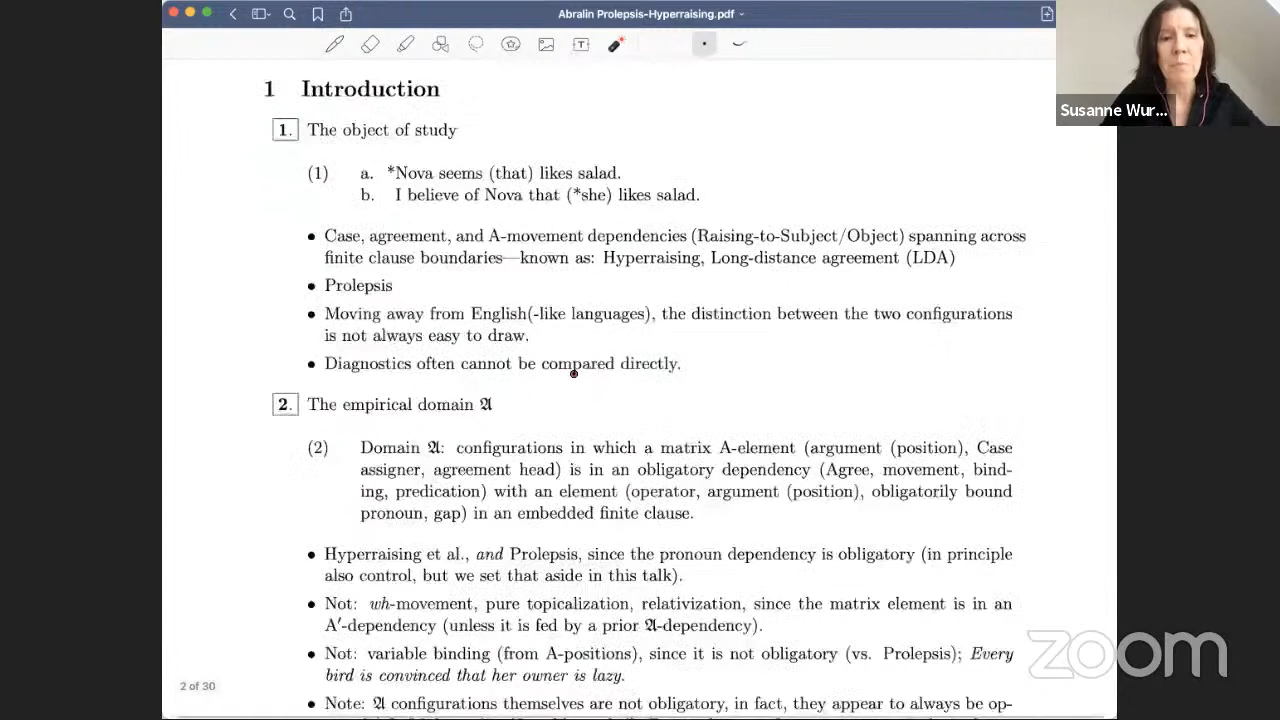 Abralin Prolepsis-Hyperraising.pdf
Susanne Wur...
1 Introduction
1. The object of study
(1) a. *Nova seems (that) likes salad.
b. I believe of Nova that (*she) likes salad.
• Case, agreement, and A-movement dependencies (Raising-to-Subject/Object) spanning across
finite clause boundaries—known as: Hyperraising, Long-distance agreement (LDA)
• Prolepsis
• Moving away from English(-like languages), the distinction between the two configurations
is not always easy to draw.
• Diagnostics often cannot be compared directly.
2. The empirical domain 𝔄
(2) Domain 𝔄: configurations in which a matrix A-element (argument (position), Case
assigner, agreement head) is in an obligatory dependency (Agree, movement, bind-
ing, predication) with an element (operator, argument (position), obligatorily bound
pronoun, gap) in an embedded finite clause.
• Hyperraising et al., and Prolepsis, since the pronoun dependency is obligatory (in principle
also control, but we set that aside in this talk).
• Not: wh-movement, pure topicalization, relativization, since the matrix element is in an
A′-dependency (unless it is fed by a prior 𝔄-dependency).
• Not: variable binding (from A-positions), since it is not obligatory (vs. Prolepsis); Every
bird is convinced that her owner is lazy.
• Note: 𝔄 configurations themselves are not obligatory, in fact, they appear to always be op-
2 of 30
zoom